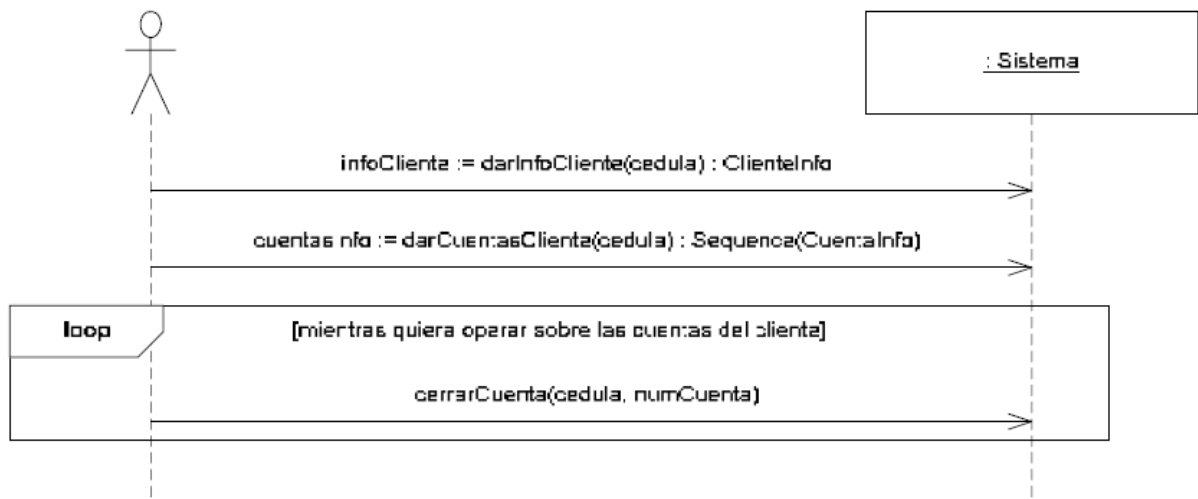 : Sistema
infoCliente := darInfoCliente(cedula) : ClienteInfo
cuentasInfo := darCuentasCliente(cedula) : Sequence(CuentaInfo)
loop
[mientras quiera operar sobre las cuentas del cliente]
cerrarCuenta(cedula, numCuenta)